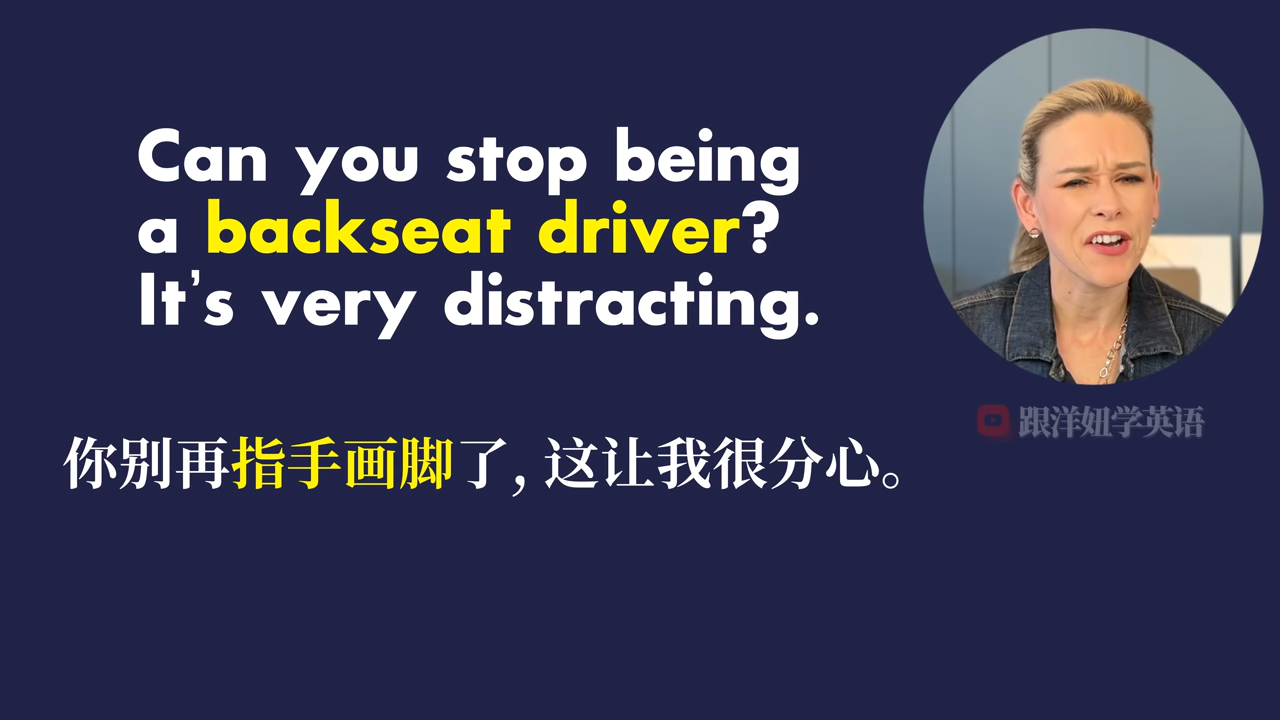 Can you stop being
a backseat driver?
It’s very distracting.
跟洋妞学英语
你别再指手画脚了, 这让我很分心。